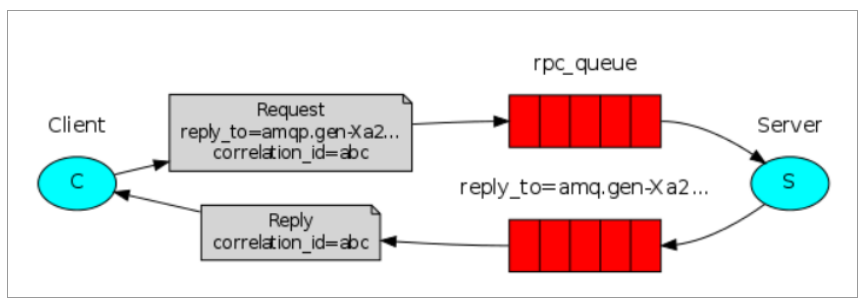 Client
C
Request
reply_to=amqp.gen-Xa2...
correlation_id=abc
rpc_queue
Server
S
reply_to=amq.gen-Xa2...
Reply
correlation_id=abc